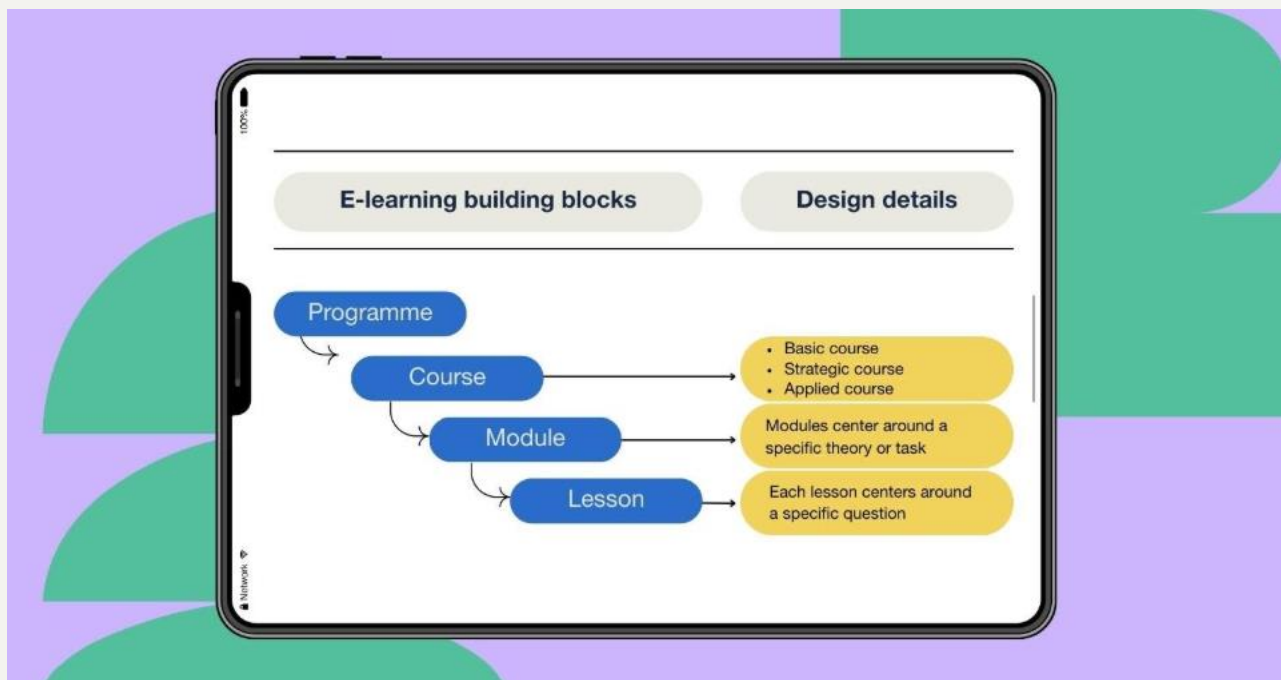 100%
E-learning building blocks
Design details
Programme
Course
• Basic course
• Strategic course
• Applied course
Module
Modules center around a
specific theory or task
Lesson
Each lesson centers around
a specific question
Network